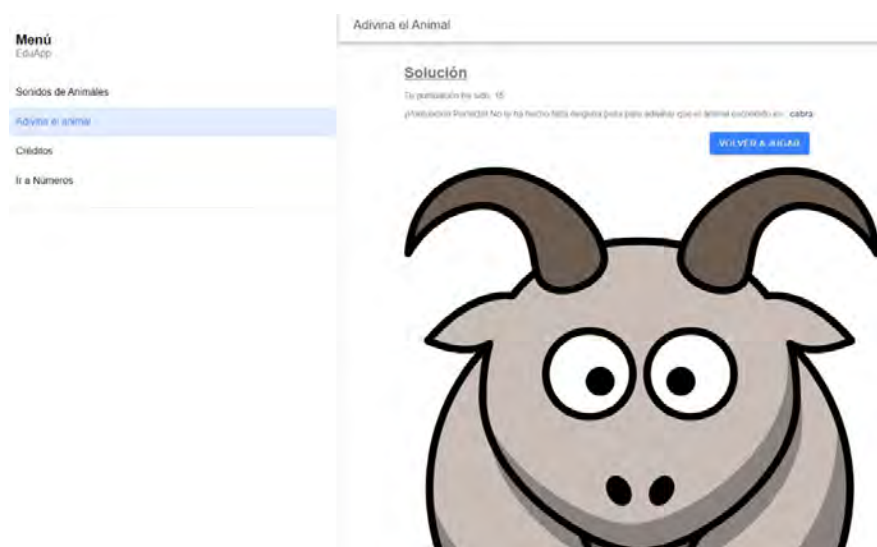 Menú
EduApp
Sonidos de Animales
Adivina el animal
Créditos
Ir a Números
Adivina el Animal
Solución
Tu puntuación ha sido: 15
¡Puntuación Perfecta! No te ha hecho falta ninguna pista para adivinar que el animal escondido es : cabra
VOLVER A JUGAR